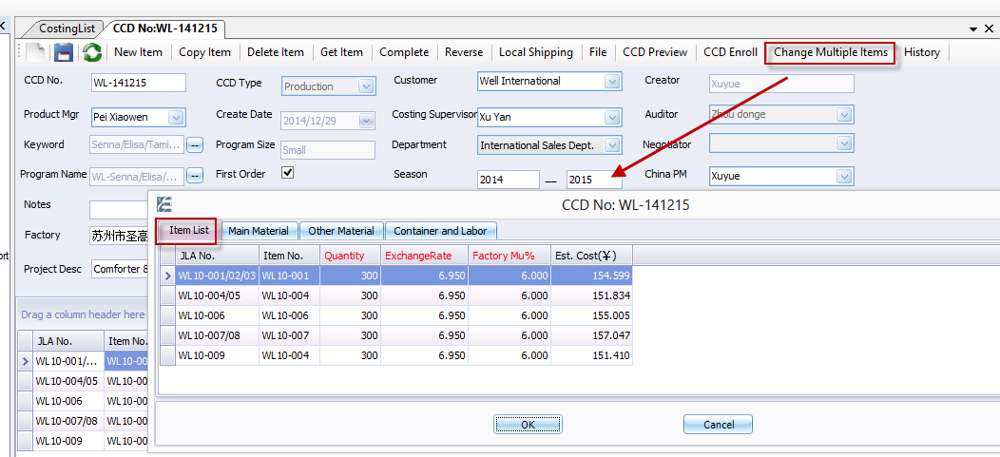 CostingList CCD No:WL-141215
New Item Copy Item Delete Item Get Item Complete Reverse Local Shipping File CCD Preview CCD Enroll Change Multiple Items History
CCD No. WL-141215 CCD Type Production Customer Well International Creator Xuyue
Product Mgr Pei Xiaowen Create Date 2014/12/29 Costing Supervisor Xu Yan Auditor Zhou donge
Keyword Senna/Elisa/Tami... Program Size Small Department International Sales Dept. Negotiator
Program Name WL-Senna/Elisa/... First Order Season 2014 — 2015 China PM Xuyue
Notes
Factory 苏州市圣高
Project Desc Comforter &
Drag a column header here
JLA No. Item No.
WL10-001/... WL10-00
WL10-004/05 WL10-00
WL10-006 WL10-00
WL10-007/08 WL10-00
WL10-009 WL10-00
CCD No: WL-141215
Item List Main Material Other Material Container and Labor
JLA No. Item No. Quantity ExchangeRate Factory Mu% Est. Cost(¥)
WL10-001/02/03 WL10-001 300 6.950 6.000 154.599
WL10-004/05 WL10-004 300 6.950 6.000 151.834
WL10-006 WL10-006 300 6.950 6.000 155.005
WL10-007/08 WL10-007 300 6.950 6.000 157.047
WL10-009 WL10-004 300 6.950 6.000 151.410
OK Cancel